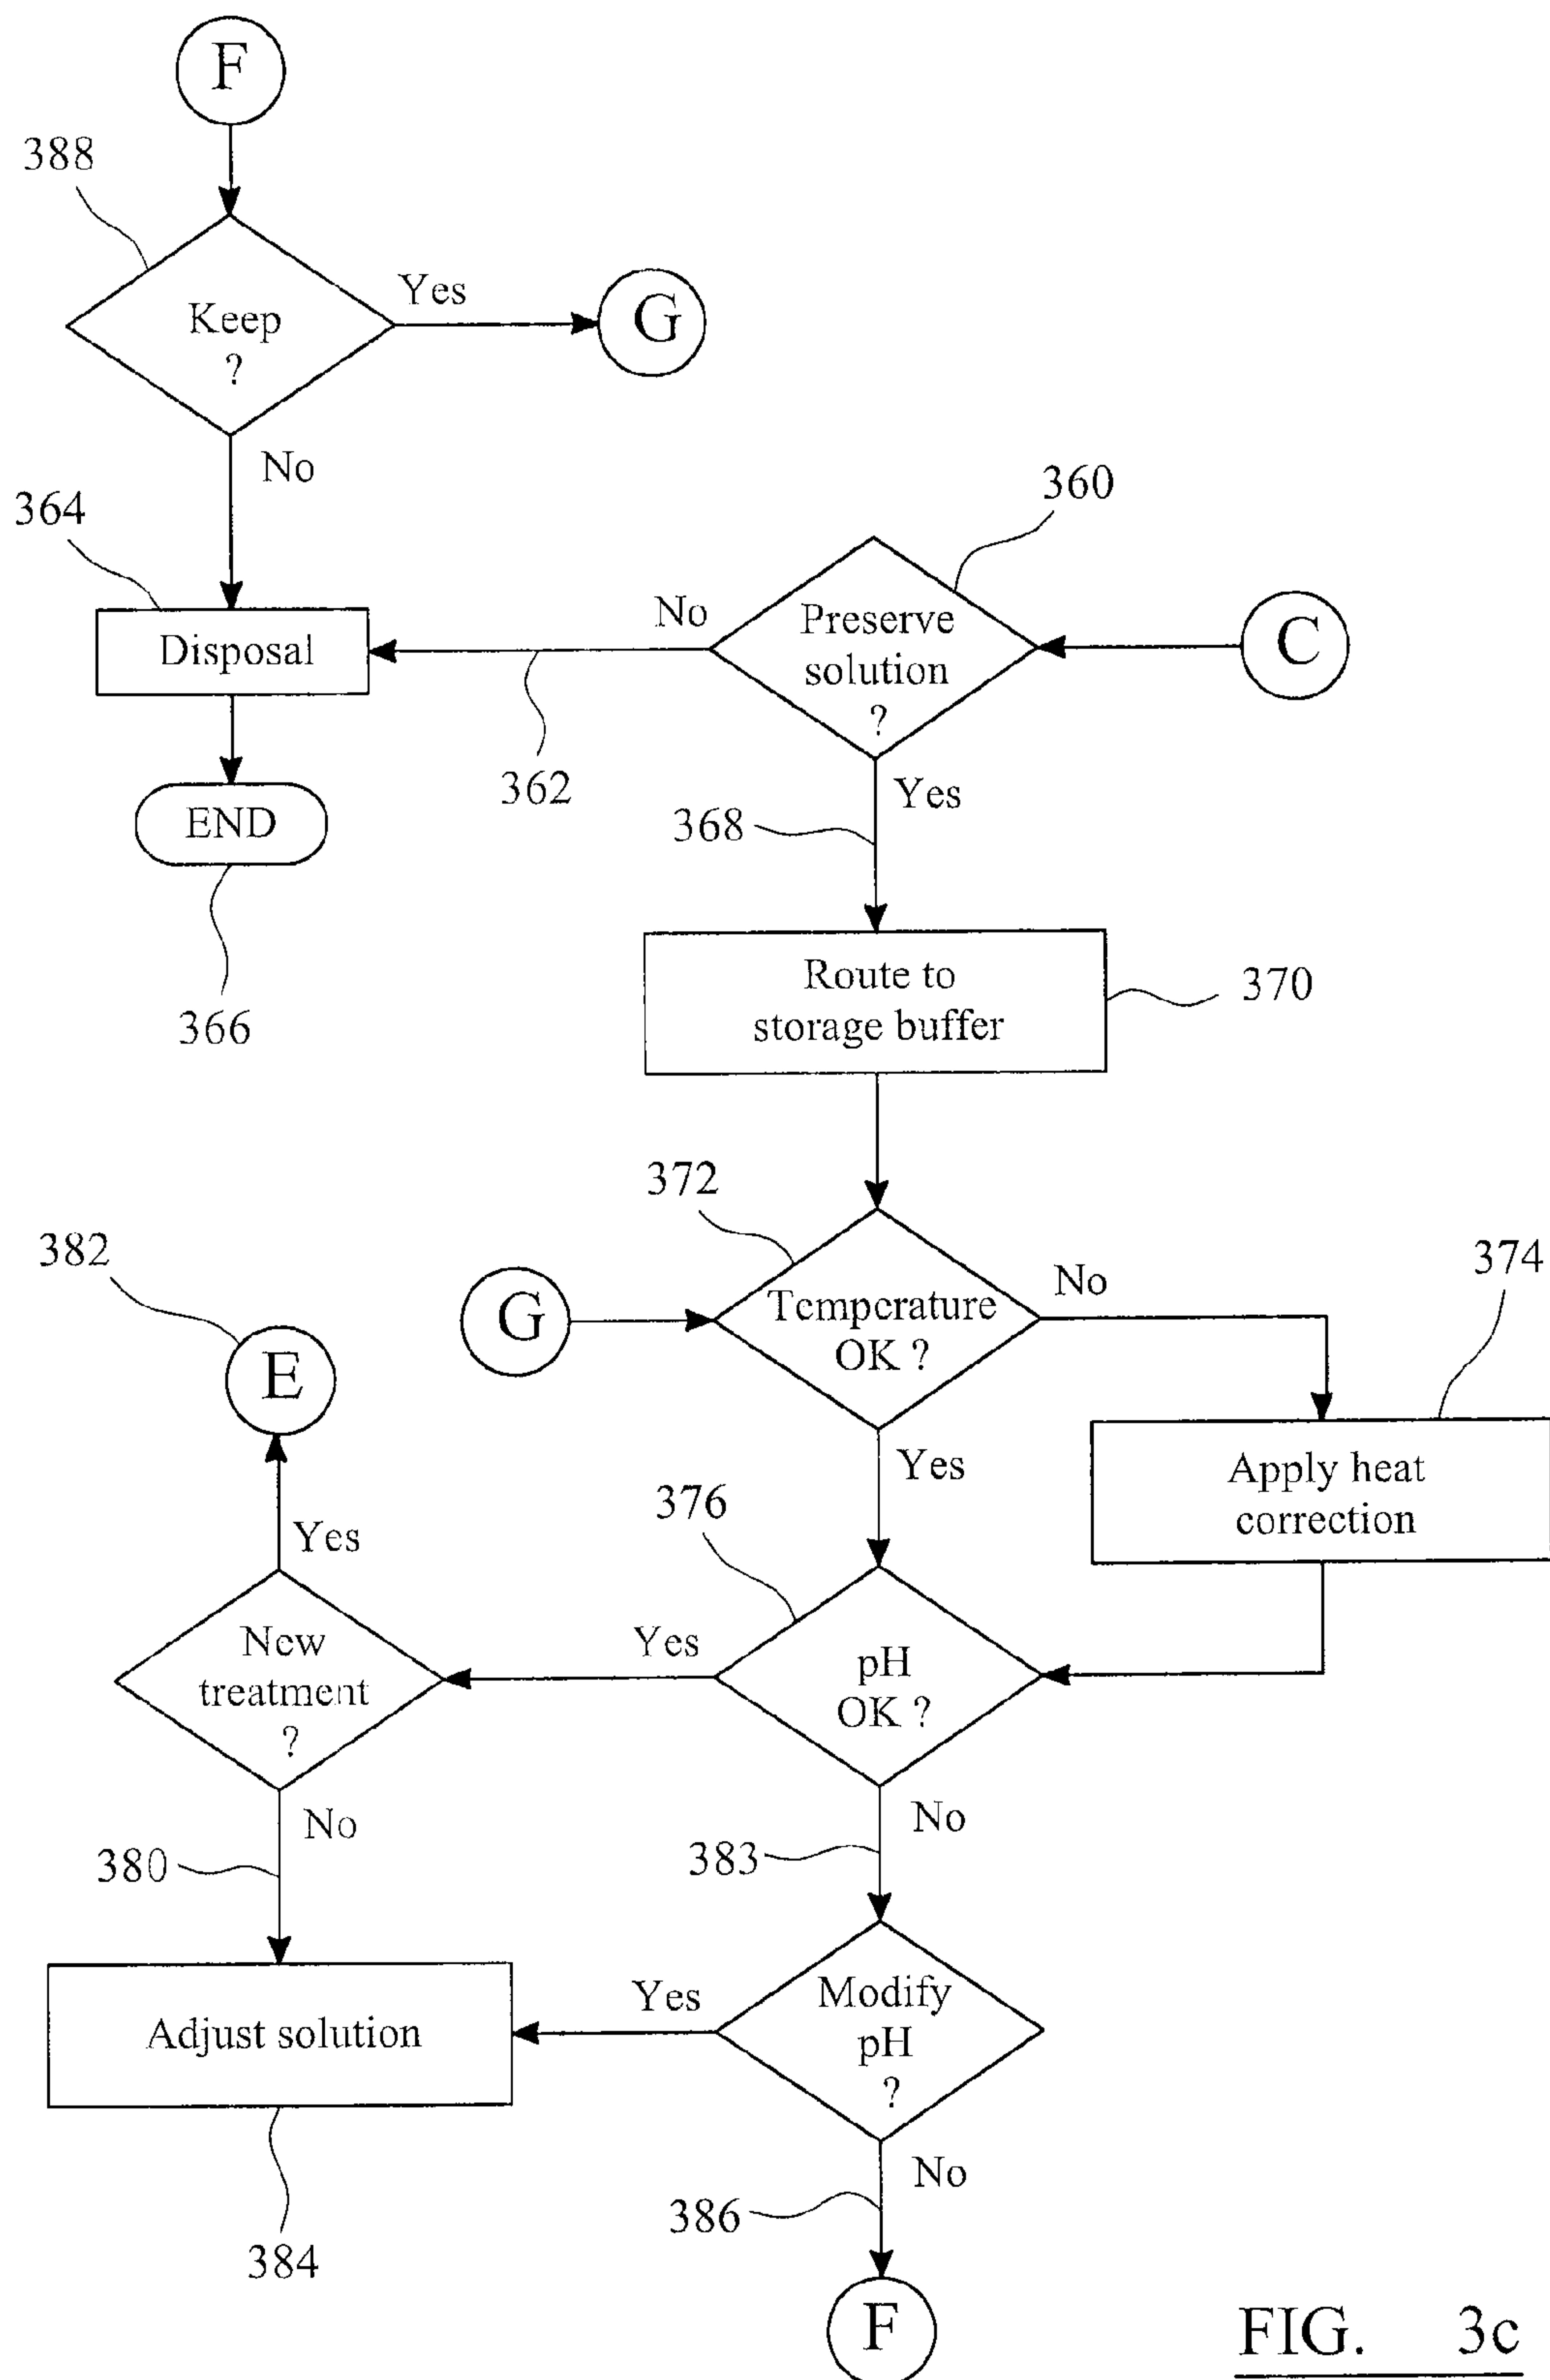 F
388
Keep
?
Yes
G
No
364
Disposal
END
366
360
Preserve
solution
?
No
362
C
Yes
368
Route to
storage buffer
370
372
G
Temperature
OK ?
No
374
Apply heat
correction
Yes
376
pH
OK ?
Yes
382
E
Yes
New
treatment
?
No
380
No
383
Modify
pH
?
Yes
Adjust solution
384
No
386
F
FIG. 3c